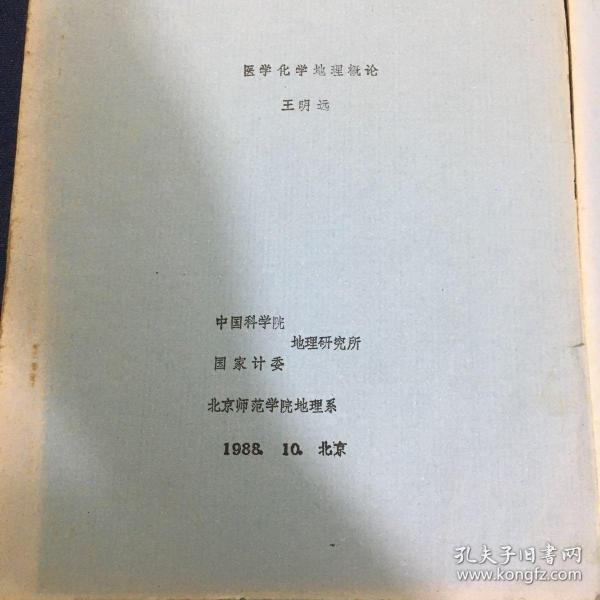 医学化学地理概论
王明远
中国科学院
地理研究所
国家计委
北京师范学院地理系
1988. 10. 北京
孔夫子旧书网
www.kongfz.com